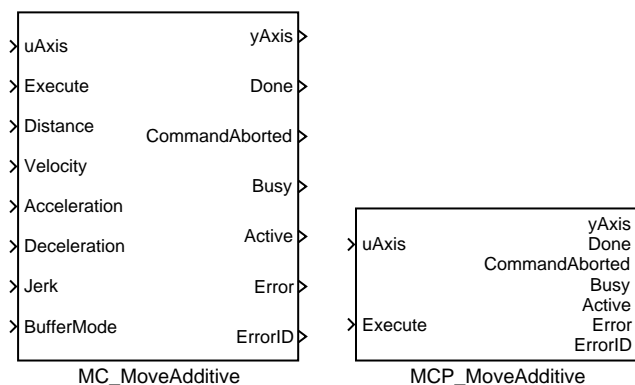 uAxis
Execute
Distance
Velocity
Acceleration
Deceleration
Jerk
BufferMode
yAxis
Done
CommandAborted
Busy
Active
Error
ErrorID
MC_MoveAdditive
uAxis
Execute
yAxis
Done
CommandAborted
Busy
Active
Error
ErrorID
MCP_MoveAdditive